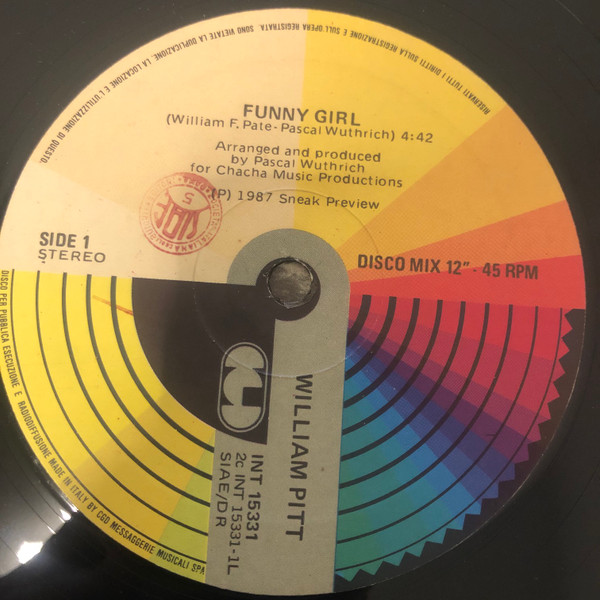 FUNNY GIRL
(William F. Pate-Pascal Wuthrich) 4:42
Arranged and produced
by Pascal Wuthrich
for Chacha Music Productions
(P) 1987 Sneak Preview
SIDE 1
STEREO
DISCO MIX 12" - 45 RPM
WILLIAM PITT
INT 15331
2c INT 15331-1L
SIAE/DR
RISERVATI TUTTI I DIRITTI SULLA REGISTRAZIONE E SULL'OPERA REGISTRATA. SONO VIETATE LA DUPLICAZIONE, LA LOCAZIONE E L'UTILIZZAZIONE DI QUESTO.
DISCO PER PUBBLICA ESECUZIONE E RADIODIFFUSIONE MADE IN ITALY BY CGD MESSAGGERIE MUSICALI SPA
SIAE
5